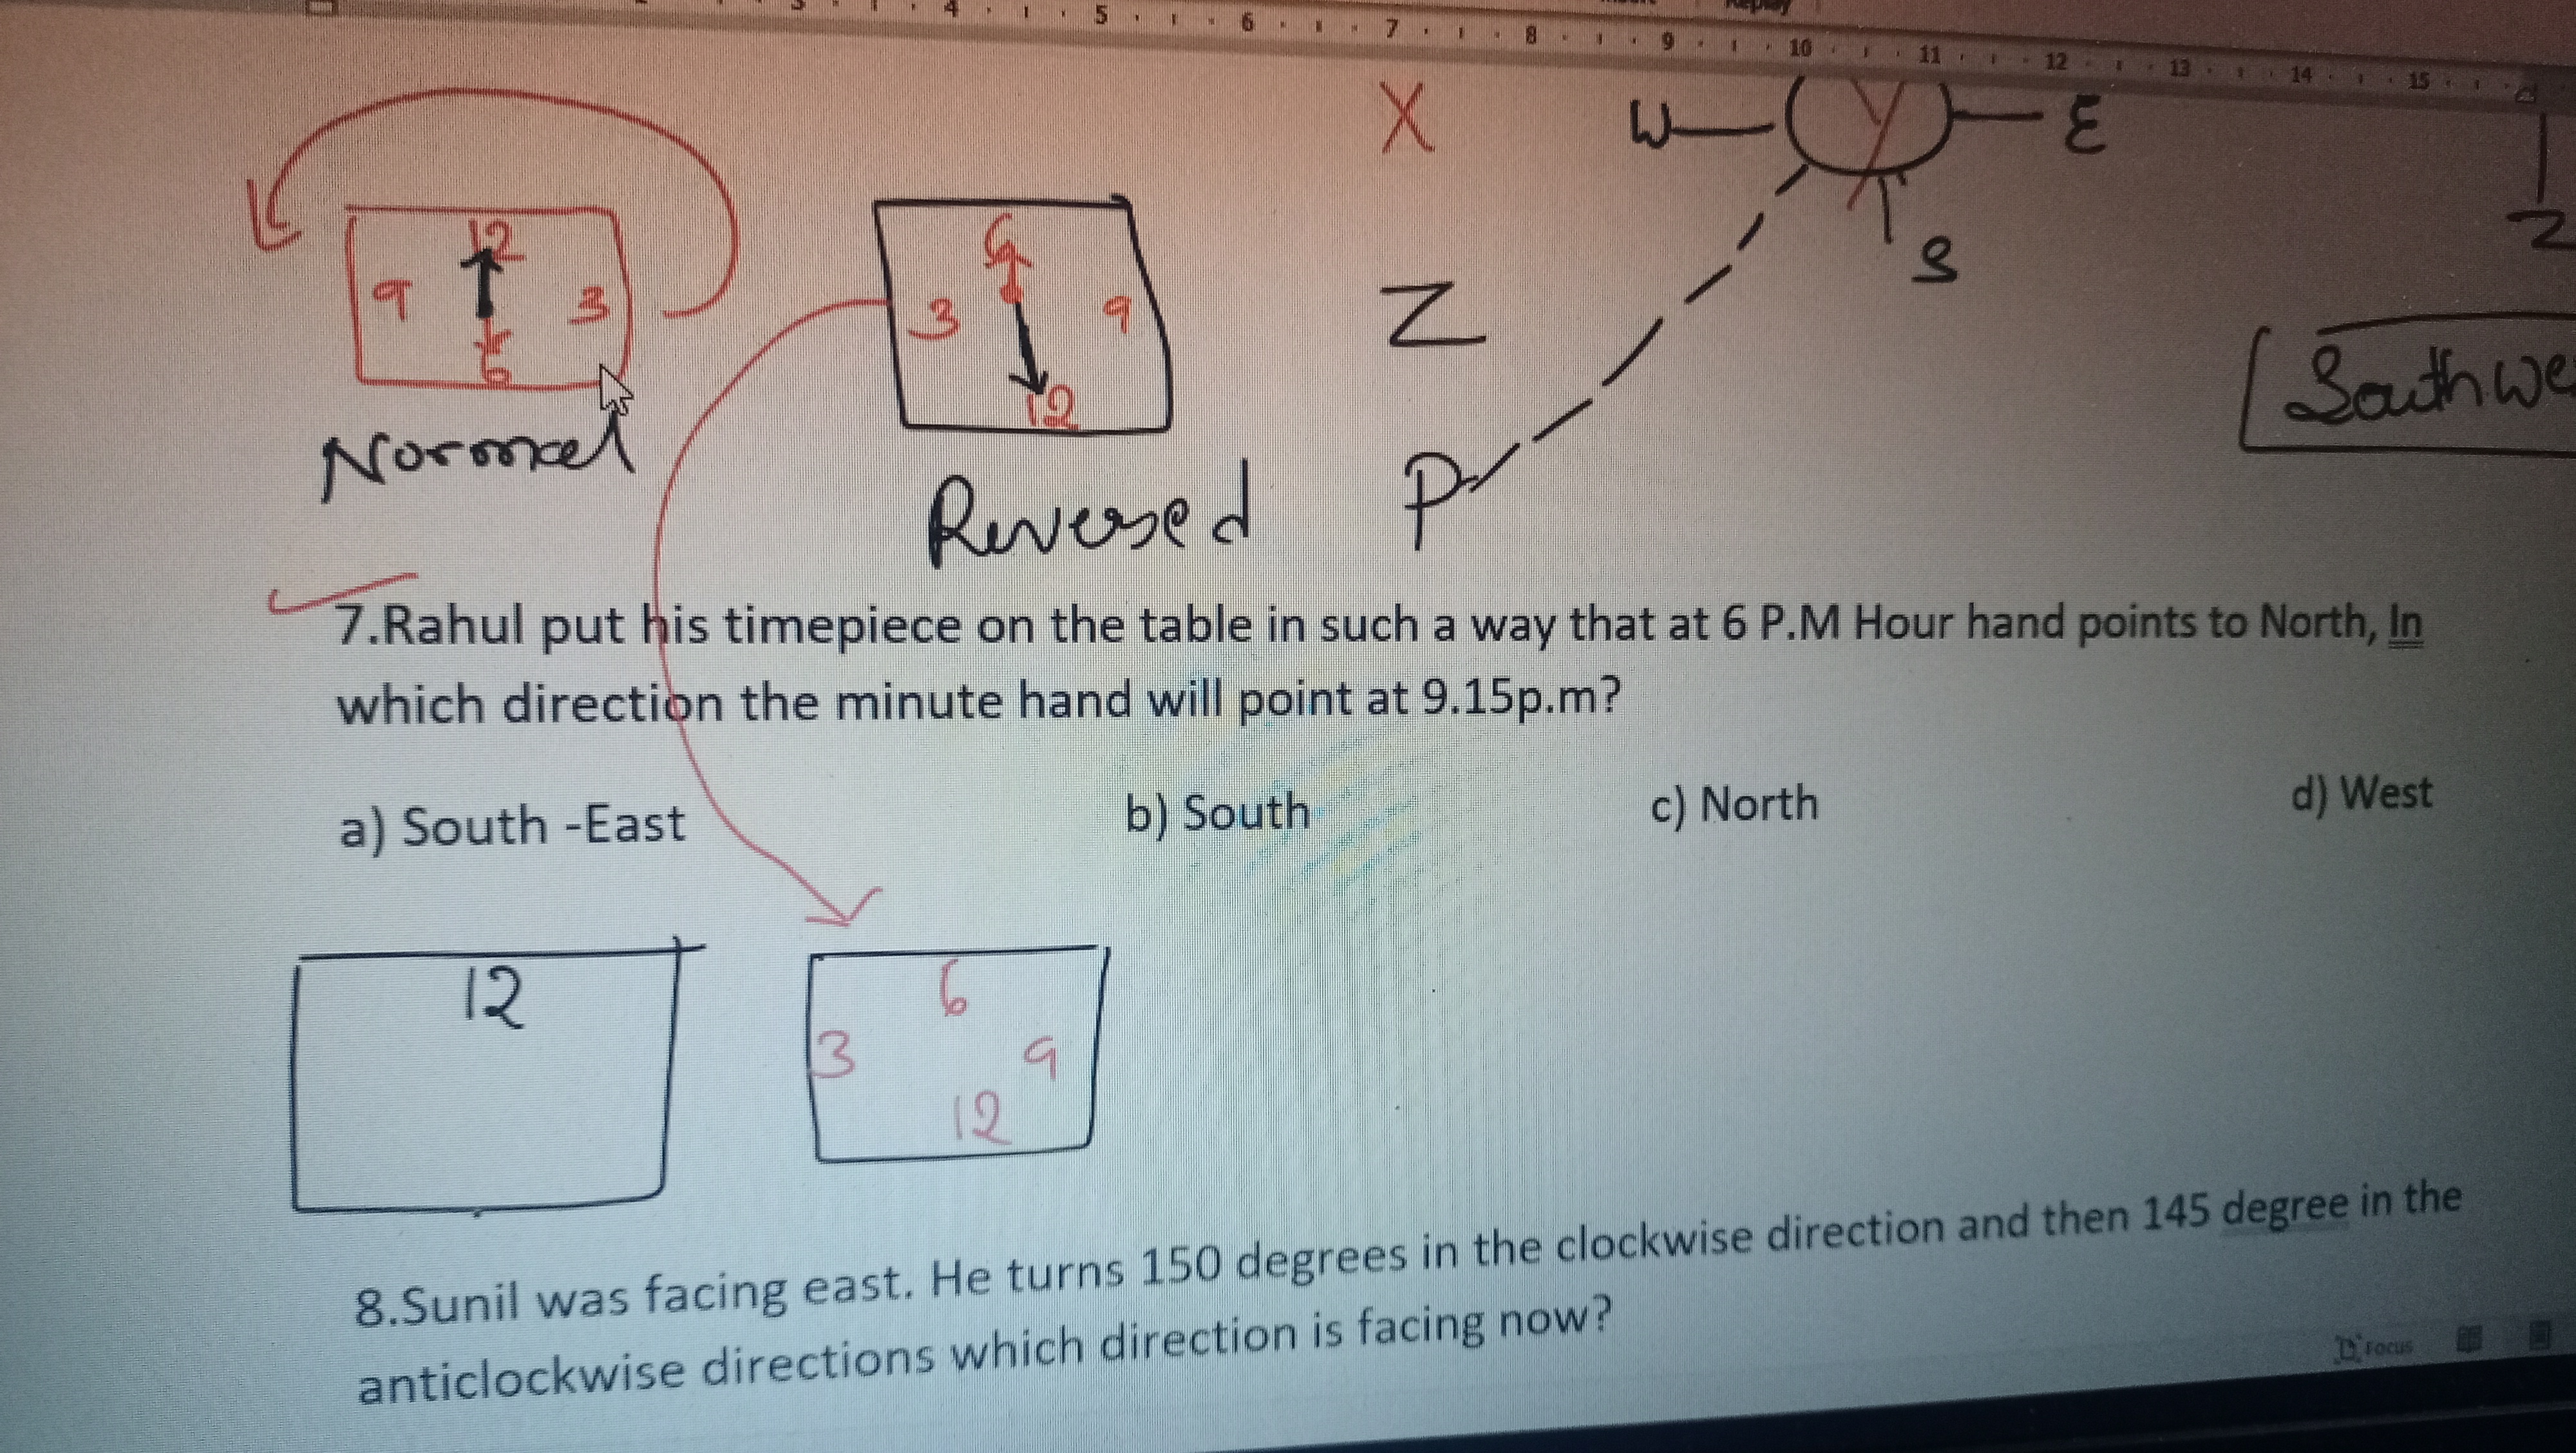 3 4 5 6 7 8 9 10 11 12 13 14 15
X W Y E
12
9 3
6
6
3 9
12
Z S Z
Normal
Reversed
P
7.Rahul put his timepiece on the table in such a way that at 6 P.M Hour hand points to North, In
which direction the minute hand will point at 9.15p.m?
a) South -East b) South c) North d) West
12
6
3 9
12
8.Sunil was facing east. He turns 150 degrees in the clockwise direction and then 145 degree in the
anticlockwise directions which direction is facing now?
Focus